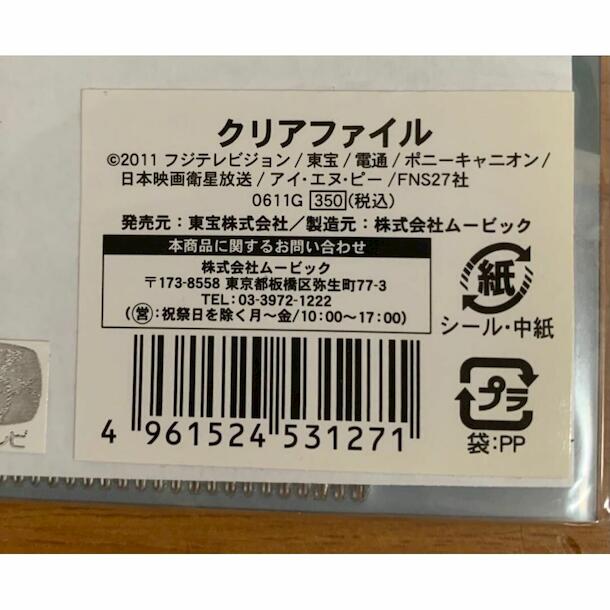 クリアファイル
©2011 フジテレビジョン/東宝/電通/ポニーキャニオン/
日本映画衛星放送/アイ・エヌ・ピー/FNS27社
0611G 350(税込)
発売元:東宝株式会社/製造元:株式会社ムービック
本商品に関するお問い合わせ
株式会社ムービック
〒173-8558 東京都板橋区弥生町77-3
TEL:03-3972-1222
(営:祝祭日を除く月〜金/10:00〜17:00)
紙
シール・中紙
プラ
袋:PP
4 961524 531271
レビ